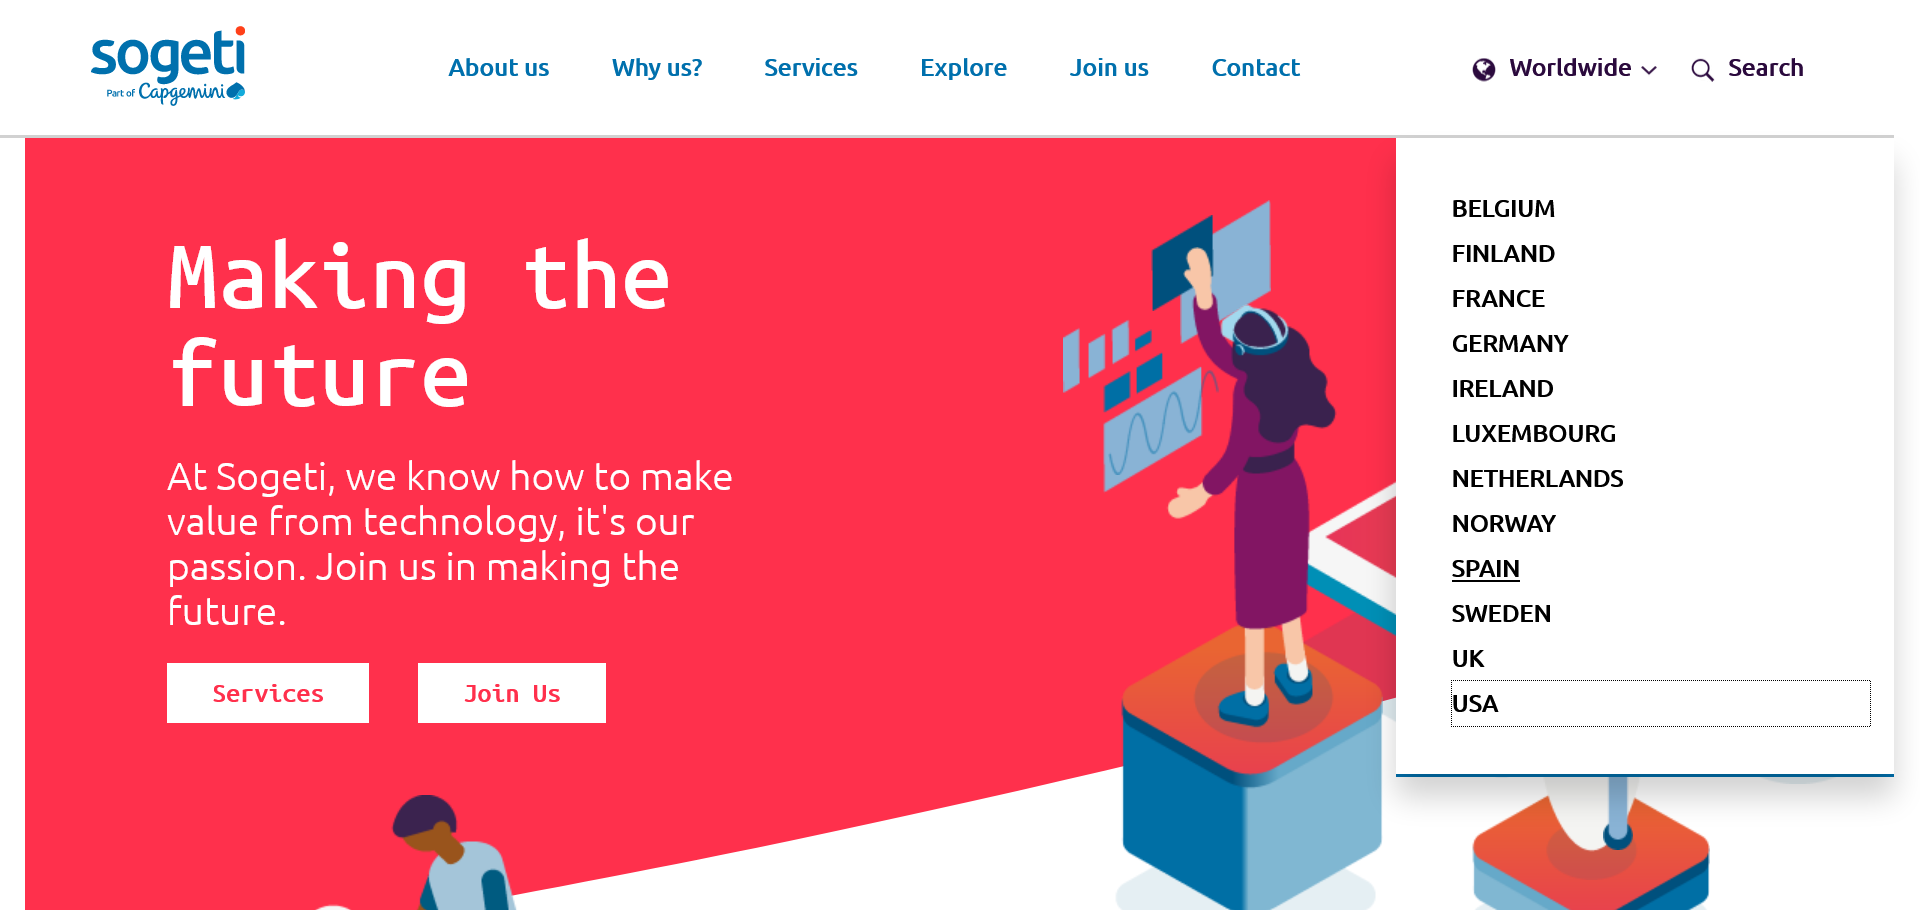 sogeti
Part of Capgemini
About us
Why us?
Services
Explore
Join us
Contact
Worldwide
Search
Making the
future
At Sogeti, we know how to make
value from technology, it's our
passion. Join us in making the
future.
Services
Join Us
BELGIUM
FINLAND
FRANCE
GERMANY
IRELAND
LUXEMBOURG
NETHERLANDS
NORWAY
SPAIN
SWEDEN
UK
USA